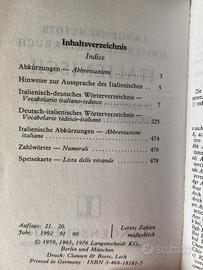 Inhaltsverzeichnis
Indice
Abkürzungen — Abbreviazioni 3
Hinweise zur Aussprache des Italienischen 5
Italienisch-deutsches Wörterverzeichnis —
Vocabolario italiano-tedesco 7
Deutsch-italienisches Wörterverzeichnis —
Vocabolario tedesco-italiano 225
Italienische Abkürzungen — Abbreviazioni
italiane 474
Zahlwörter — Numerali 476
Speisekarte — Lista delle vivande 478
Auflage: 21. 20. Letzte Zahlen
Jahr: 1992 91 90 maßgeblich
© 1959, 1965, 1976 Langenscheidt KG,
Berlin und München
Druck: Clausen & Bosse, Leck
Printed in Germany · ISBN 3-468-18181-7
subito